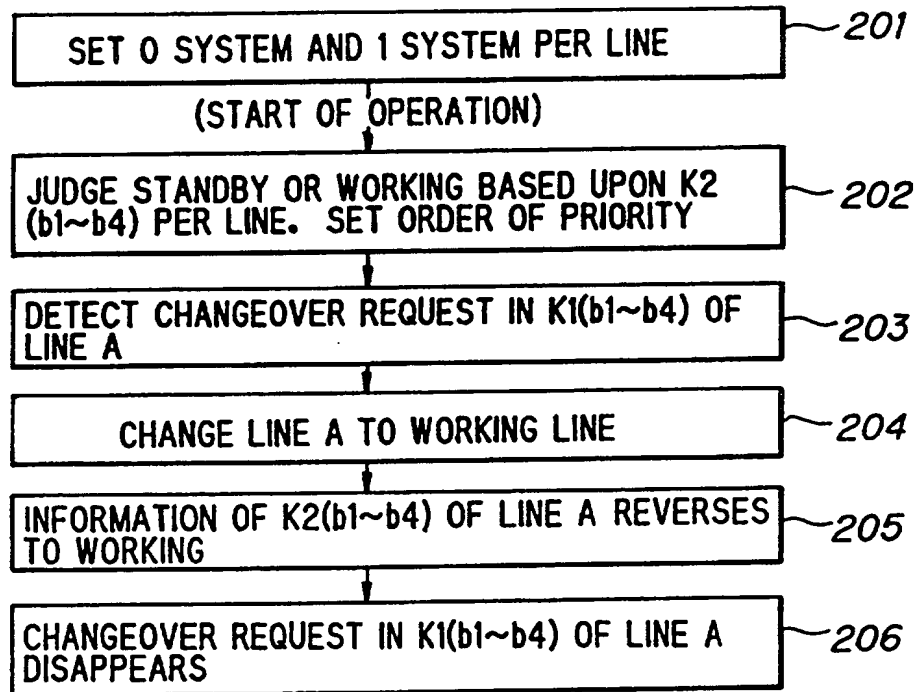 SET 0 SYSTEM AND 1 SYSTEM PER LINE
201
(START OF OPERATION)
JUDGE STANDBY OR WORKING BASED UPON K2
(b1~b4) PER LINE. SET ORDER OF PRIORITY
202
DETECT CHANGEOVER REQUEST IN K1(b1~b4) OF
LINE A
203
CHANGE LINE A TO WORKING LINE
204
INFORMATION OF K2(b1~b4) OF LINE A REVERSES
TO WORKING
205
CHANGEOVER REQUEST IN K1(b1~b4) OF LINE A
DISAPPEARS
206